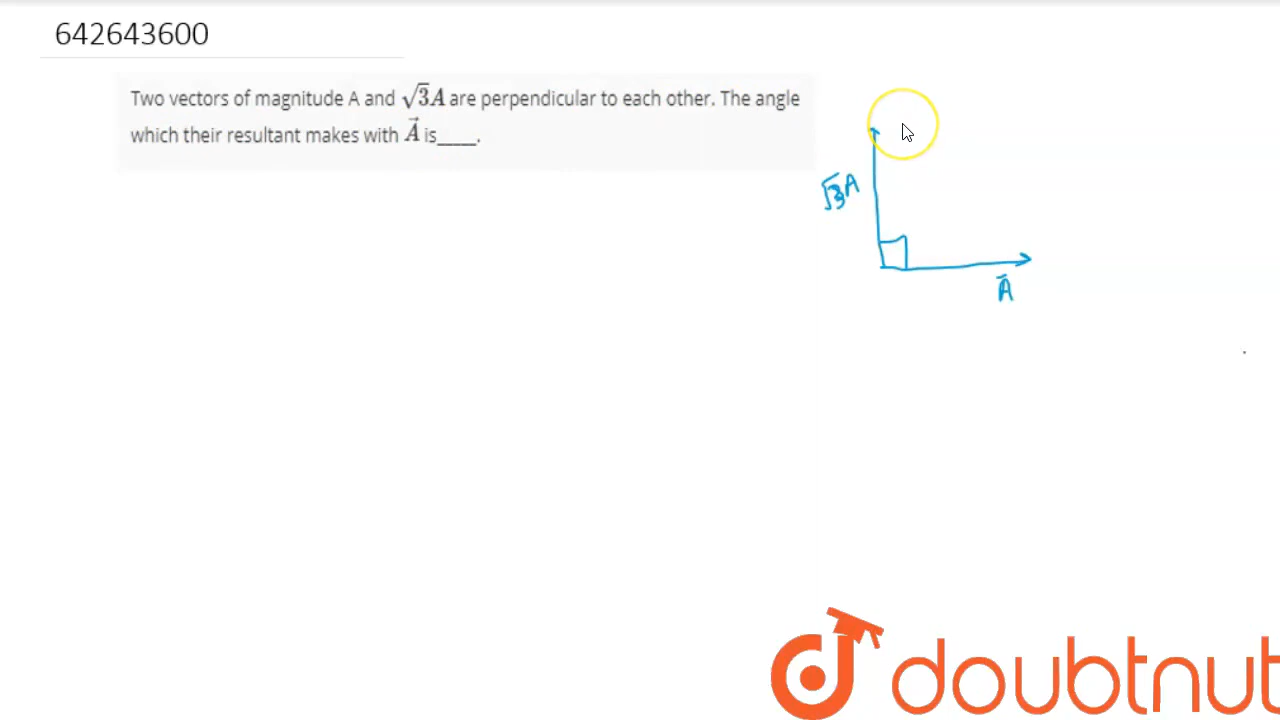 642643600
Two vectors of magnitude A and √3A are perpendicular to each other. The angle
which their resultant makes with A⃗ is____.
√3A
A⃗
doubtnut